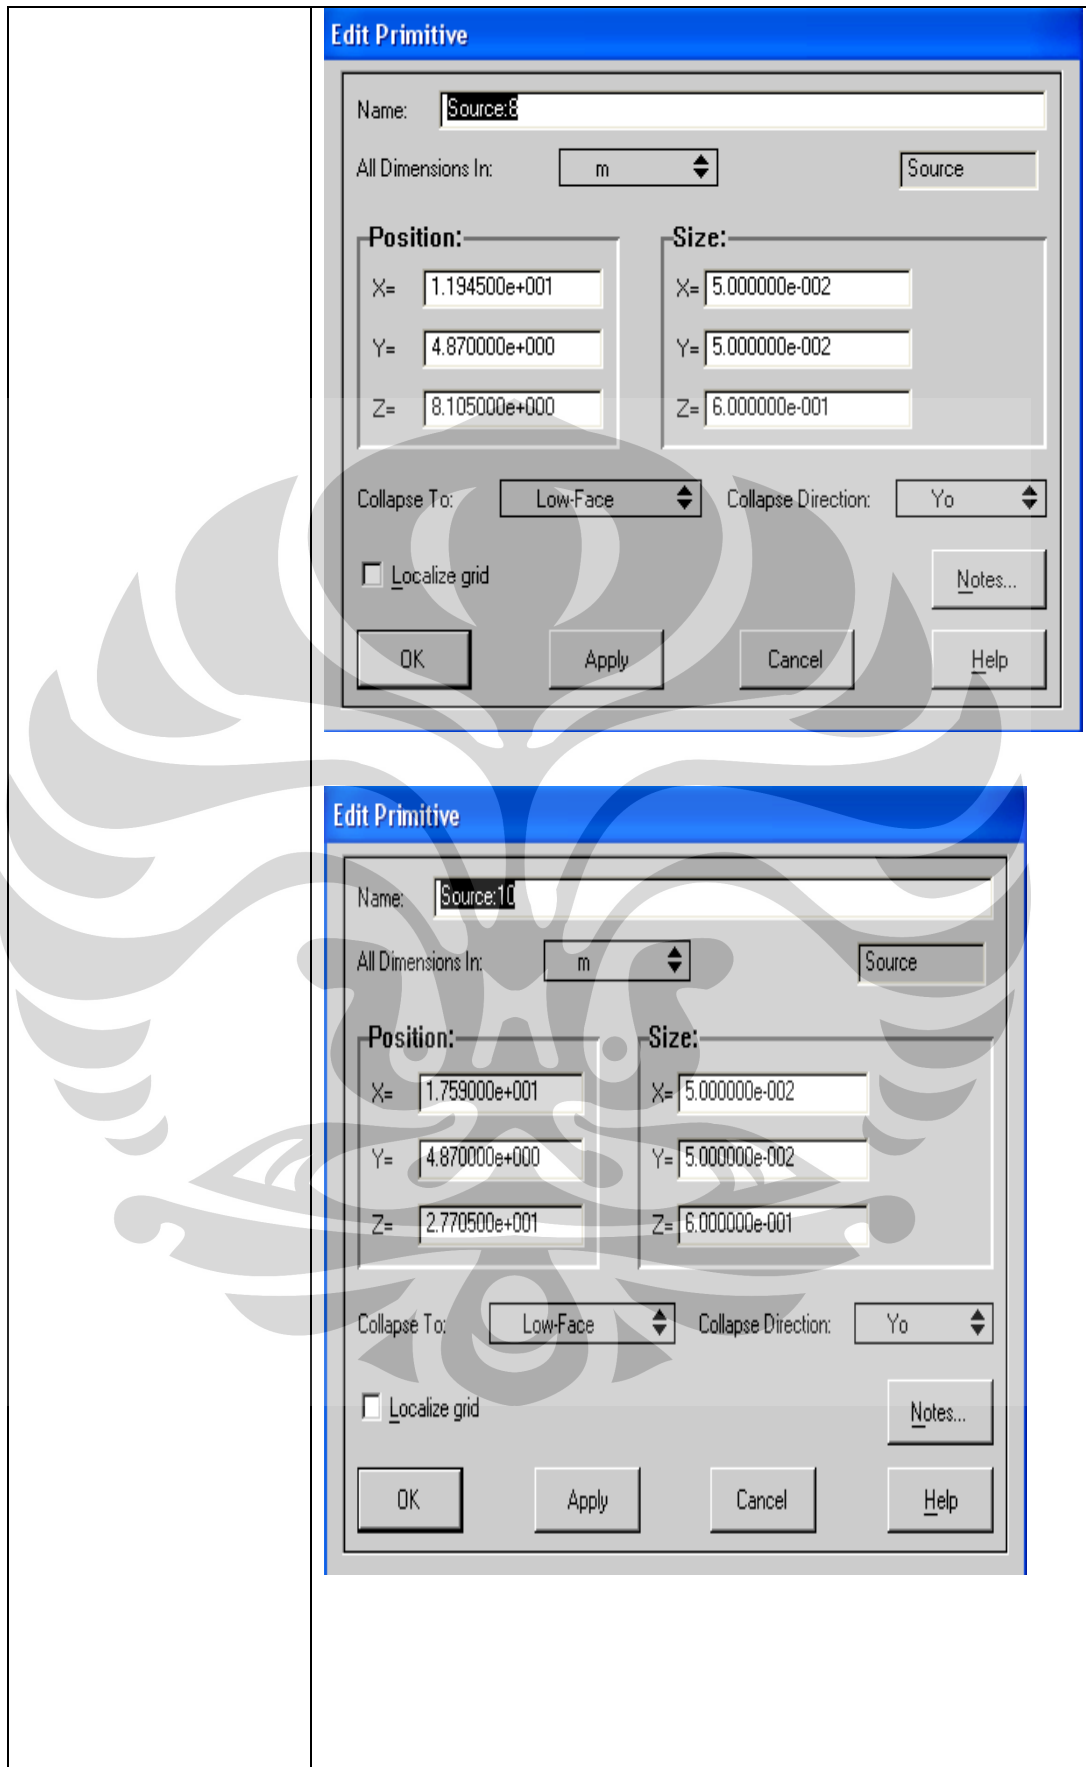 Edit Primitive
Name: Source:8
All Dimensions In: m Source
Position: Size:
X= 1.194500e+001 X= 5.000000e-002
Y= 4.870000e+000 Y= 5.000000e-002
Z= 8.105000e+000 Z= 6.000000e-001
Collapse To: Low-Face Collapse Direction: Yo
Localize grid Notes...
OK Apply Cancel Help
Edit Primitive
Name: Source:10
All Dimensions In: m Source
Position: Size:
X= 1.759000e+001 X= 5.000000e-002
Y= 4.870000e+000 Y= 5.000000e-002
Z= 2.770500e+001 Z= 6.000000e-001
Collapse To: Low-Face Collapse Direction: Yo
Localize grid Notes...
OK Apply Cancel Help